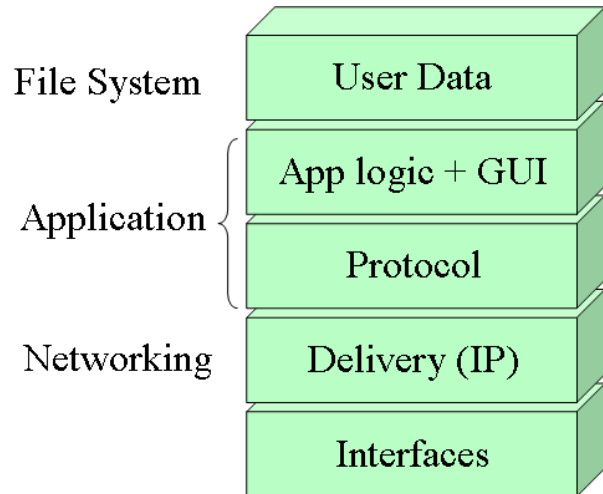 File System
User Data
Application
App logic + GUI
Protocol
Networking
Delivery (IP)
Interfaces